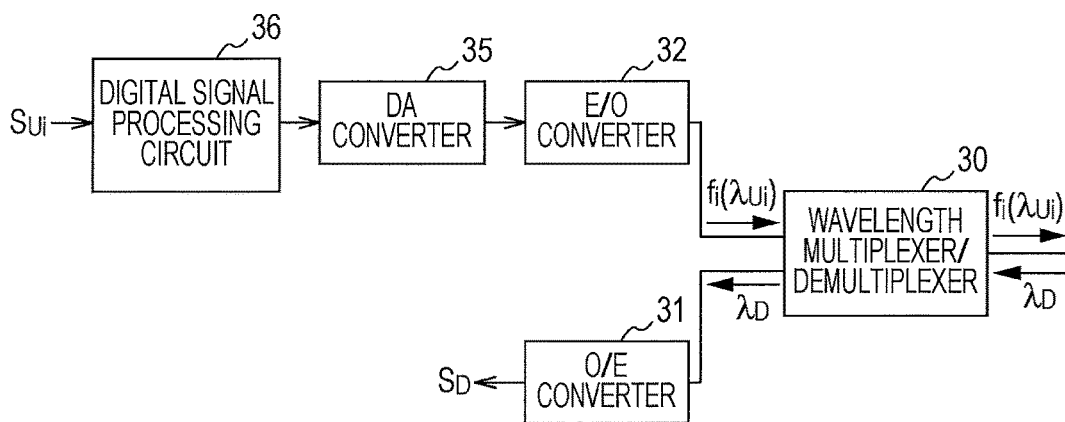 36
DIGITAL SIGNAL
PROCESSING
CIRCUIT
SUi
35
DA
CONVERTER
32
E/O
CONVERTER
fi(λUi)
30
WAVELENGTH
MULTIPLEXER/
DEMULTIPLEXER
fi(λUi)
λD
λD
31
O/E
CONVERTER
SD